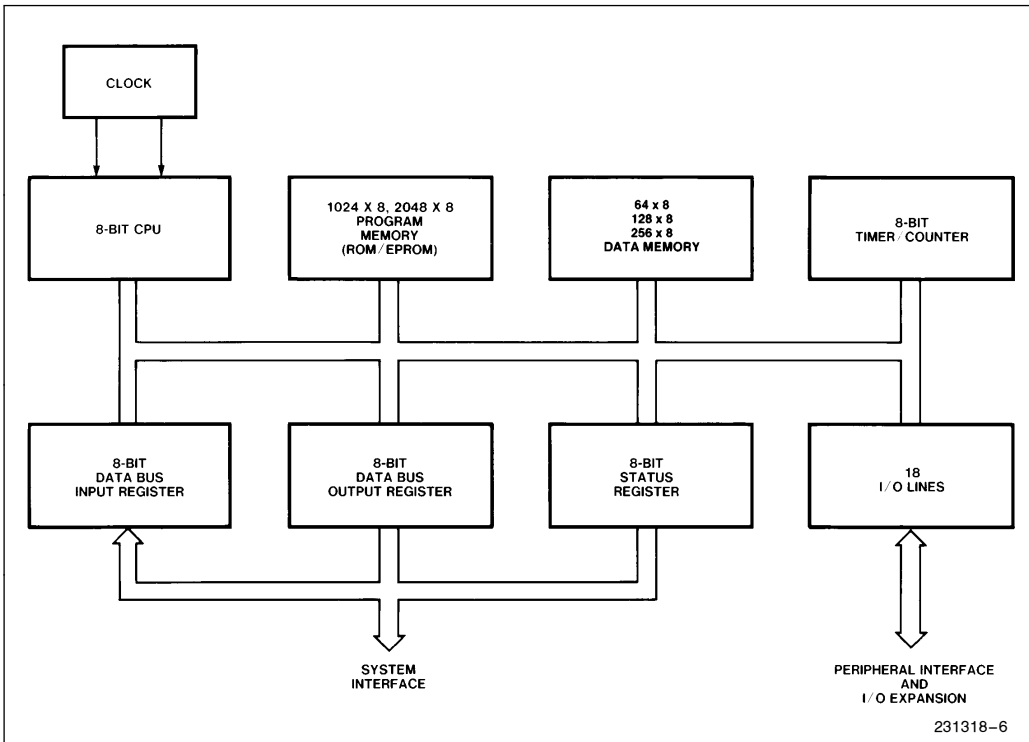 CLOCK
8-BIT CPU
1024 X 8, 2048 X 8
PROGRAM
MEMORY
(ROM/EPROM)
64 x 8
128 x 8
256 x 8
DATA MEMORY
8-BIT
TIMER/COUNTER
8-BIT
DATA BUS
INPUT REGISTER
8-BIT
DATA BUS
OUTPUT REGISTER
8-BIT
STATUS
REGISTER
18
I/O LINES
SYSTEM
INTERFACE
PERIPHERAL INTERFACE
AND
I/O EXPANSION
231318–6